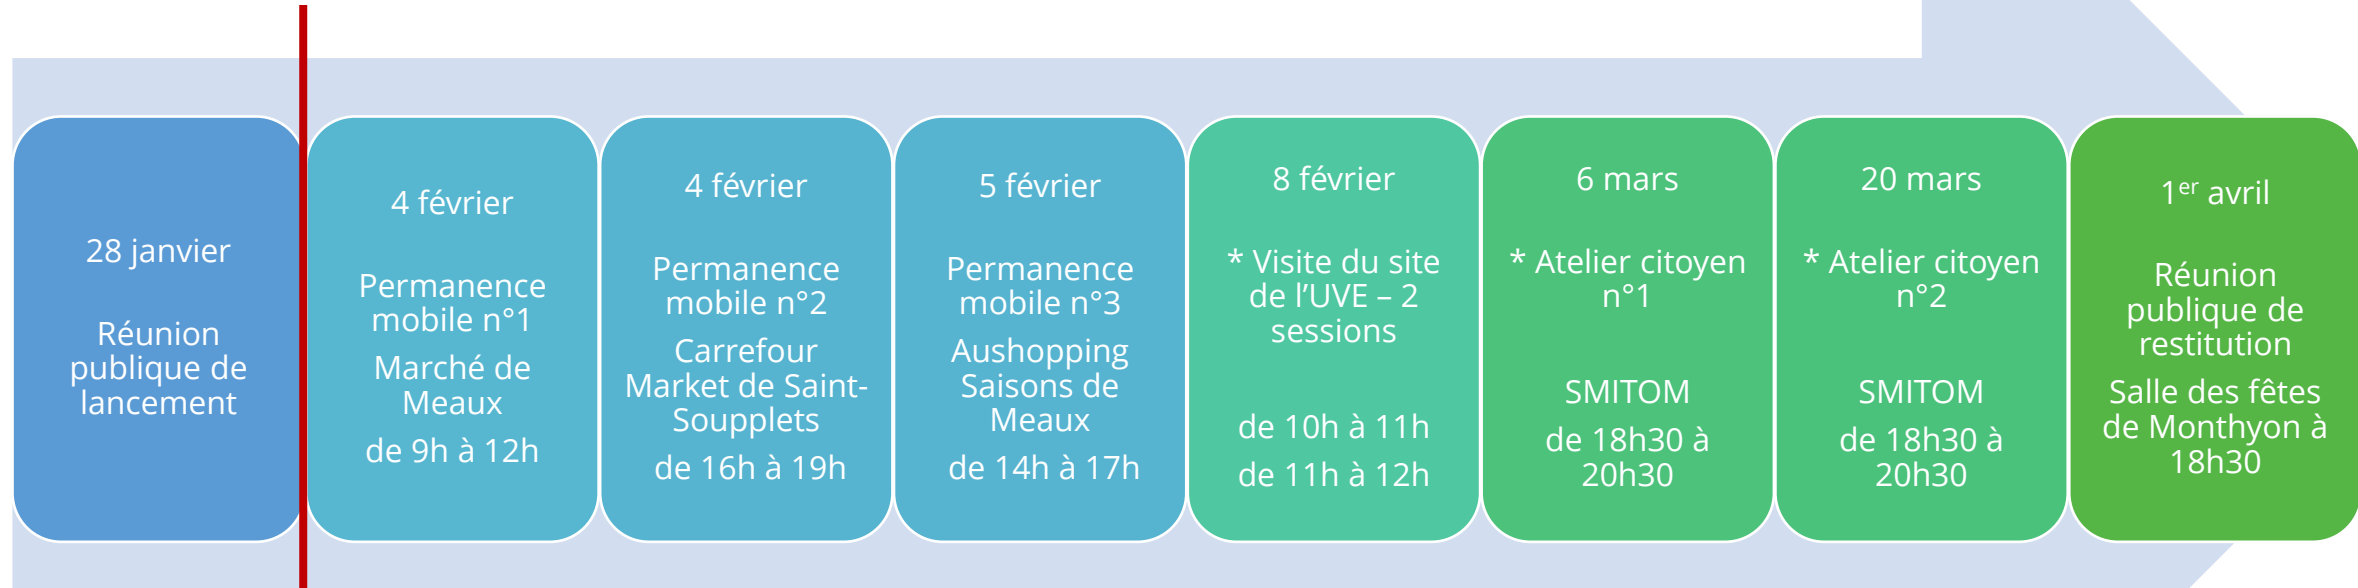 28 janvier
Réunion
publique de
lancement
4 février
Permanence
mobile n°1
Marché de
Meaux
de 9h à 12h
4 février
Permanence
mobile n°2
Carrefour
Market de Saint-
Soupplets
de 16h à 19h
5 février
Permanence
mobile n°3
Aushopping
Saisons de
Meaux
de 14h à 17h
8 février
* Visite du site
de l’UVE – 2
sessions
de 10h à 11h
de 11h à 12h
6 mars
* Atelier citoyen
n°1
SMITOM
de 18h30 à
20h30
20 mars
* Atelier citoyen
n°2
SMITOM
de 18h30 à
20h30
1er avril
Réunion
publique de
restitution
Salle des fêtes
de Monthyon à
18h30